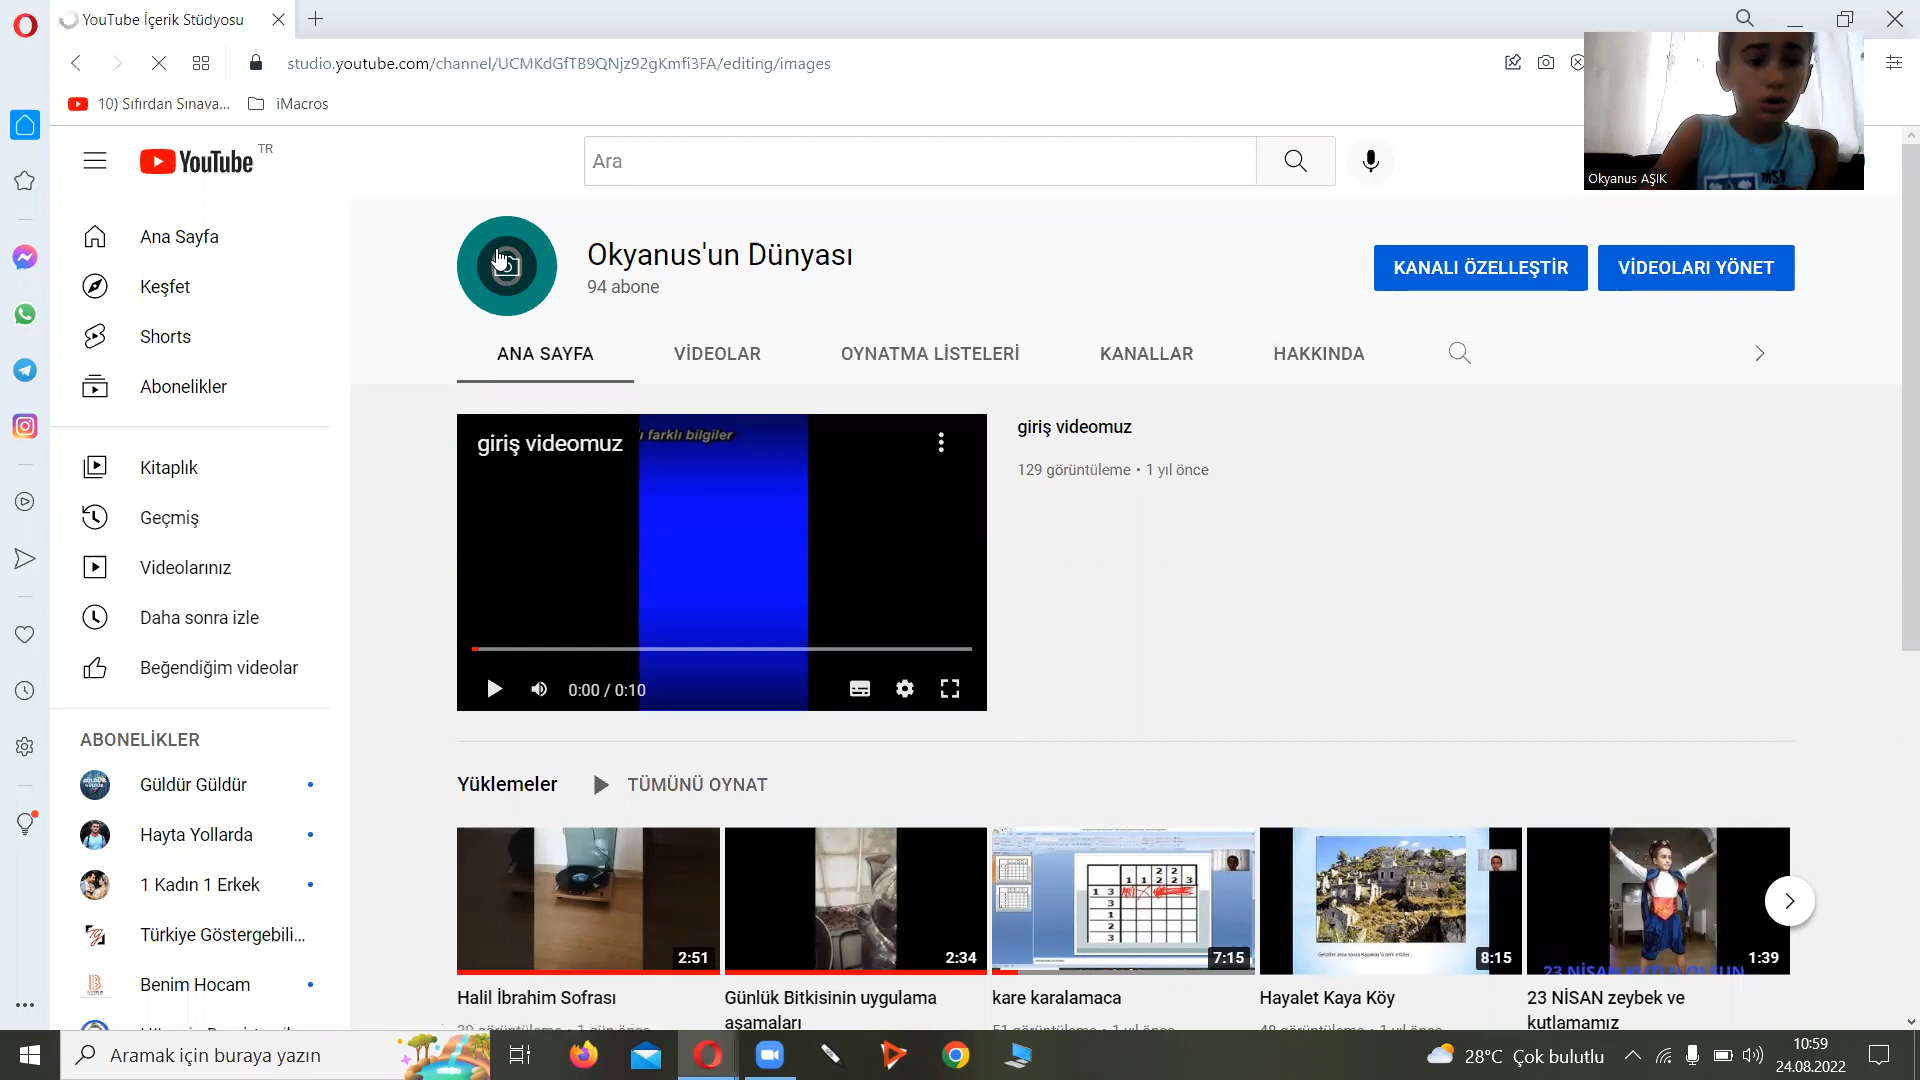 YouTube İçerik Stüdyosu
studio.youtube.com/channel/UCMKdGfTB9QNjz92gKmfi3FA/editing/images
10) Sıfırdan Sınava...
iMacros
YouTube TR
Ara
Okyanus AŞIK
Ana Sayfa
Keşfet
Shorts
Abonelikler
Kitaplık
Geçmiş
Videolarınız
Daha sonra izle
Beğendiğim videolar
ABONELİKLER
Güldür Güldür
Hayta Yollarda
1 Kadın 1 Erkek
Türkiye Göstergebili...
Benim Hocam
Okyanus'un Dünyası
94 abone
KANALI ÖZELLEŞTİR
VİDEOLARI YÖNET
ANA SAYFA
VİDEOLAR
OYNATMA LİSTELERİ
KANALLAR
HAKKINDA
giriş videomuz
farklı bilgiler
0:00 / 0:10
giriş videomuz
129 görüntüleme • 1 yıl önce
Yüklemeler
TÜMÜNÜ OYNAT
2:51
2:34
7:15
8:15
1:39
23 NİSAN KUTLU OLSUN
Halil İbrahim Sofrası
Günlük Bitkisinin uygulama
aşamaları
kare karalamaca
Hayalet Kaya Köy
23 NİSAN zeybek ve
kutlamamız
Aramak için buraya yazın
28°C Çok bulutlu
10:59
24.08.2022